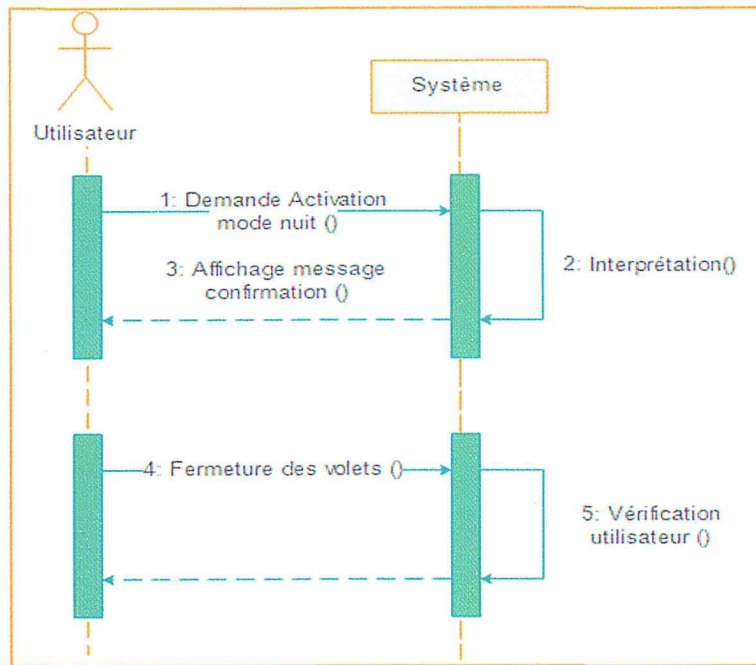 Système
Utilisateur
1: Demande Activation
mode nuit ()
2: Interprétation()
3: Affichage message
confirmation ()
4: Fermeture des volets ()
5: Vérification
utilisateur ()